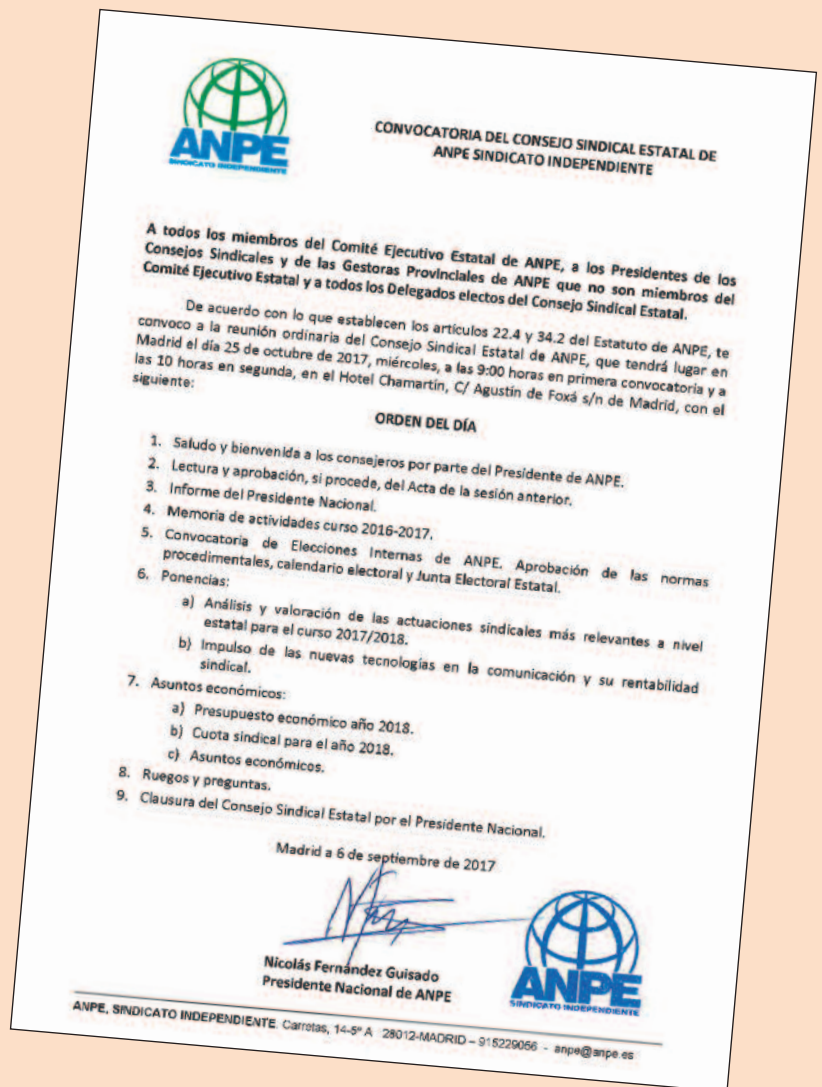 ANPE
SINDICATO INDEPENDIENTE
CONVOCATORIA DEL CONSEJO SINDICAL ESTATAL DE
ANPE SINDICATO INDEPENDIENTE
A todos los miembros del Comité Ejecutivo Estatal de ANPE, a los Presidentes de los
Consejos Sindicales y de las Gestoras Provinciales de ANPE que no son miembros del
Comité Ejecutivo Estatal y a todos los Delegados electos del Consejo Sindical Estatal.
De acuerdo con lo que establecen los artículos 22.4 y 34.2 del Estatuto de ANPE, te
convoco a la reunión ordinaria del Consejo Sindical Estatal de ANPE, que tendrá lugar en
Madrid el día 25 de octubre de 2017, miércoles, a las 9:00 horas en primera convocatoria y a
las 10 horas en segunda, en el Hotel Chamartín, C/ Agustín de Foxá s/n de Madrid, con el
siguiente:
ORDEN DEL DÍA
1. Saludo y bienvenida a los consejeros por parte del Presidente de ANPE.
2. Lectura y aprobación, si procede, del Acta de la sesión anterior.
3. Informe del Presidente Nacional.
4. Memoria de actividades curso 2016-2017.
5. Convocatoria de Elecciones Internas de ANPE. Aprobación de las normas
procedimentales, calendario electoral y Junta Electoral Estatal.
6. Ponencias:
a) Análisis y valoración de las actuaciones sindicales más relevantes a nivel
estatal para el curso 2017/2018.
b) Impulso de las nuevas tecnologías en la comunicación y su rentabilidad
sindical.
7. Asuntos económicos:
a) Presupuesto económico año 2018.
b) Cuota sindical para el año 2018.
c) Asuntos económicos.
8. Ruegos y preguntas.
9. Clausura del Consejo Sindical Estatal por el Presidente Nacional.
Madrid a 6 de septiembre de 2017
Nicolás Fernández Guisado
Presidente Nacional de ANPE
ANPE
SINDICATO INDEPENDIENTE
ANPE. SINDICATO INDEPENDIENTE. Carretas, 14-5º A 28012-MADRID – 915229056 - anpe@anpe.es